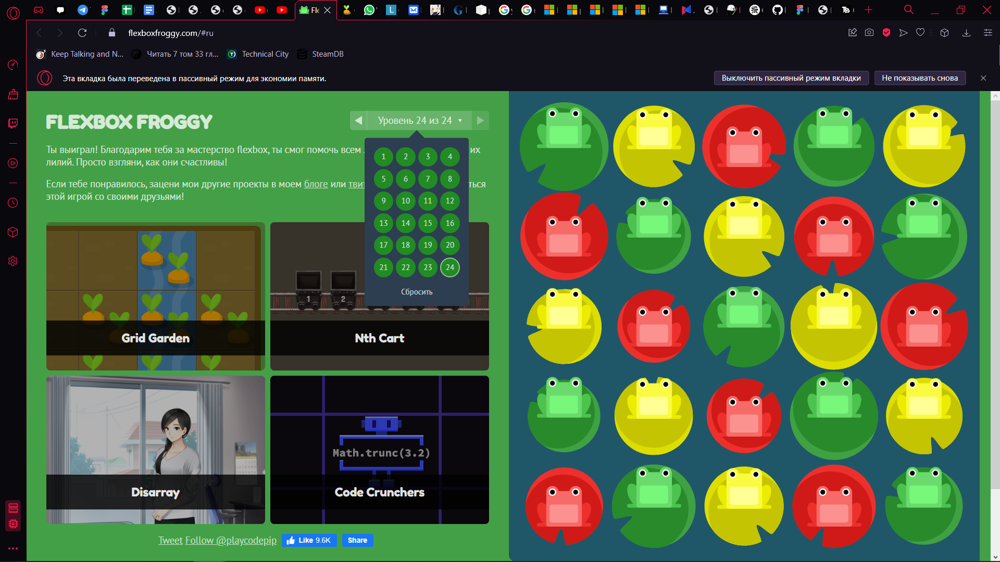 Fle
flexboxfroggy.com/#ru
Keep Talking and N...
Читать 7 том 33 гл...
Technical City
SteamDB
Эта вкладка была переведена в пассивный режим для экономии памяти.
Выключить пассивный режим вкладки
Не показывать снова
FLEXBOX FROGGY
Уровень 24 из 24
Ты выиграл! Благодарим тебя за мастерство flexbox, ты смог помочь всем их
лилий. Просто взгляни, как они счастливы!
Если тебе понравилось, зацени мои другие проекты в моем блоге или ться
этой игрой со своими друзьями!
1 2 3 4
5 6 7 8
9 10 11 12
13 14 15 16
17 18 19 20
21 22 23 24
Сбросить
1 2
Grid Garden
Nth Cart
Math.trunc(3.2)
Disarray
Code Crunchers
Tweet Follow @playcodepip
Like 9.6K
Share